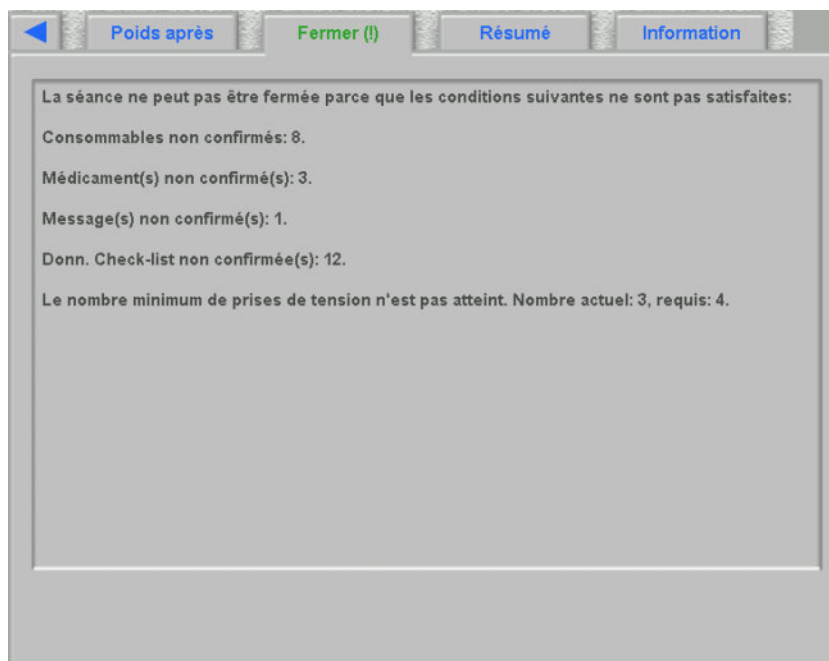 Poids après
Fermer (!)
Résumé
Information
La séance ne peut pas être fermée parce que les conditions suivantes ne sont pas satisfaites:
Consommables non confirmés: 8.
Médicament(s) non confirmé(s): 3.
Message(s) non confirmé(s): 1.
Donn. Check-list non confirmée(s): 12.
Le nombre minimum de prises de tension n'est pas atteint. Nombre actuel: 3, requis: 4.